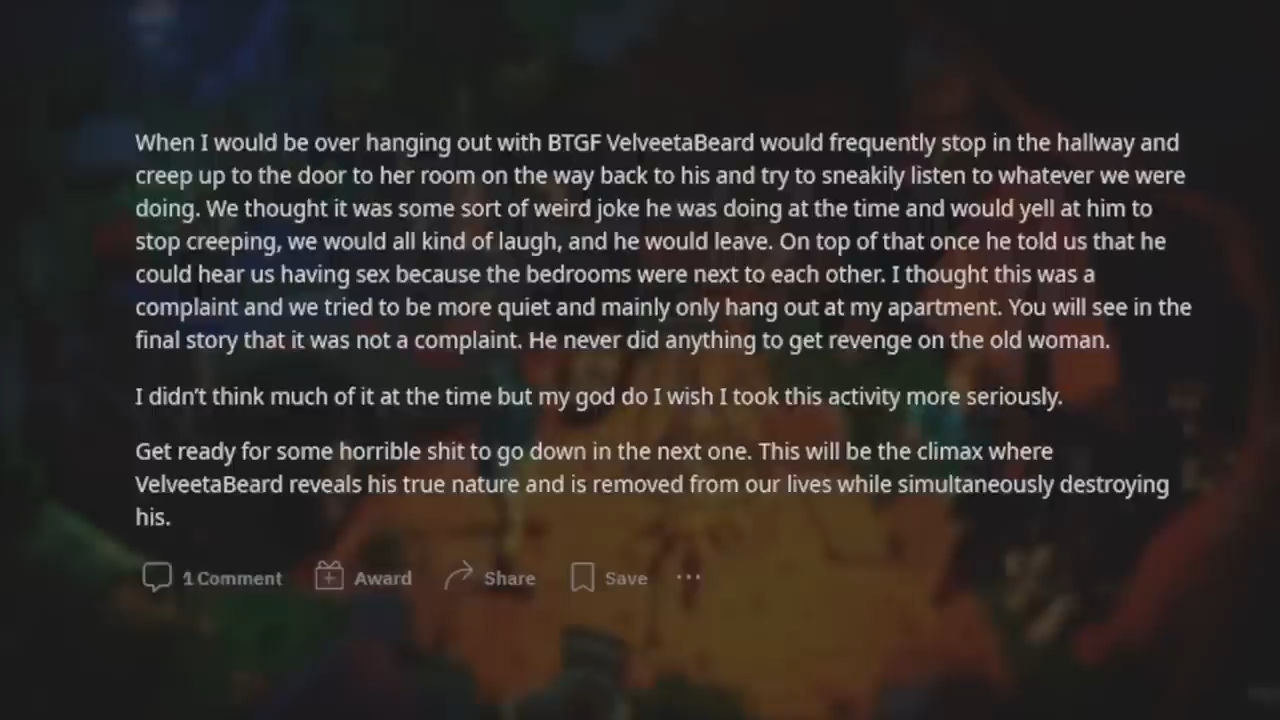 When I would be over hanging out with BTGF VelveetaBeard would frequently stop in the hallway and
creep up to the door to her room on the way back to his and try to sneakily listen to whatever we were
doing. We thought it was some sort of weird joke he was doing at the time and would yell at him to
stop creeping, we would all kind of laugh, and he would leave. On top of that once he told us that he
could hear us having sex because the bedrooms were next to each other. I thought this was a
complaint and we tried to be more quiet and mainly only hang out at my apartment. You will see in the
final story that it was not a complaint. He never did anything to get revenge on the old woman.
I didn't think much of it at the time but my god do I wish I took this activity more seriously.
Get ready for some horrible shit to go down in the next one. This will be the climax where
VelveetaBeard reveals his true nature and is removed from our lives while simultaneously destroying
his.
1 Comment Award Share Save ...